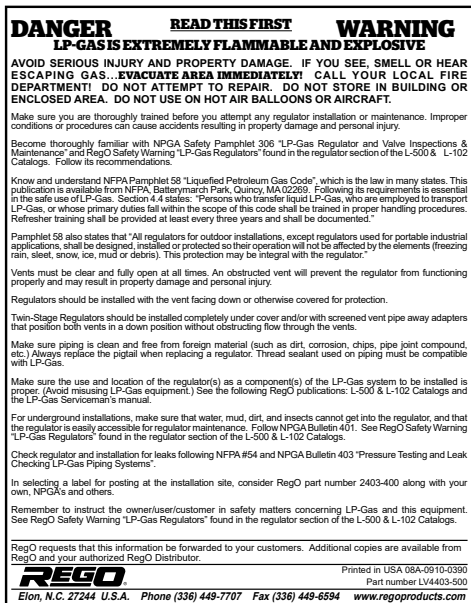 DANGER READ THIS FIRST WARNING
LP-GAS IS EXTREMELY FLAMMABLE AND EXPLOSIVE
AVOID SERIOUS INJURY AND PROPERTY DAMAGE. IF YOU SEE, SMELL OR HEAR
ESCAPING GAS...EVACUATE AREA IMMEDIATELY! CALL YOUR LOCAL FIRE
DEPARTMENT! DO NOT ATTEMPT TO REPAIR. DO NOT STORE IN BUILDING OR
ENCLOSED AREA. DO NOT USE ON HOT AIR BALLOONS OR AIRCRAFT.
Make sure you are thoroughly trained before you attempt any regulator installation or maintenance. Improper
conditions or procedures can cause accidents resulting in property damage and personal injury.
Become thoroughly familiar with NPGA Safety Pamphlet 306 "LP-Gas Regulator and Valve Inspections &
Maintenance" and RegO Safety Warning "LP-Gas Regulators" found in the regulator section of the L-500 & L-102
Catalogs. Follow its recommendations.
Know and understand NFPA Pamphlet 58 "Liquefied Petroleum Gas Code", which is the law in many states. This
publication is available from NFPA, Batterymarch Park, Quincy, MA 02269. Following its requirements is essential
in the safe use of LP-Gas. Section 4.4 states: "Persons who transfer liquid LP-Gas, who are employed to transport
LP-Gas, or whose primary duties fall within the scope of this code shall be trained in proper handling procedures.
Refresher training shall be provided at least every three years and shall be documented."
Pamphlet 58 also states that "All regulators for outdoor installations, except regulators used for portable industrial
applications, shall be designed, installed or protected so their operation will not be affected by the elements (freezing
rain, sleet, snow, ice, mud or debris). This protection may be integral with the regulator."
Vents must be clear and fully open at all times. An obstructed vent will prevent the regulator from functioning
properly and may result in property damage and personal injury.
Regulators should be installed with the vent facing down or otherwise covered for protection.
Twin-Stage Regulators should be installed completely under cover and/or with screened vent pipe away adapters
that position both vents in a down position without obstructing flow through the vents.
Make sure piping is clean and free from foreign material (such as dirt, corrosion, chips, pipe joint compound,
etc.) Always replace the pigtail when replacing a regulator. Thread sealant used on piping must be compatible
with LP-Gas.
Make sure the use and location of the regulator(s) as a component(s) of the LP-Gas system to be installed is
proper. (Avoid misusing LP-Gas equipment.) See the following RegO publications: L-500 & L-102 Catalogs and
the LP-Gas Serviceman's manual.
For underground installations, make sure that water, mud, dirt, and insects cannot get into the regulator, and that
the regulator is easily accessible for regulator maintenance. Follow NPGA Bulletin 401. See RegO Safety Warning
"LP-Gas Regulators" found in the regulator section of the L-500 & L-102 Catalogs.
Check regulator and installation for leaks following NFPA #54 and NPGA Bulletin 403 "Pressure Testing and Leak
Checking LP-Gas Piping Systems".
In selecting a label for posting at the installation site, consider RegO part number 2403-400 along with your
own, NPGA's and others.
Remember to instruct the owner/user/customer in safety matters concerning LP-Gas and this equipment.
See RegO Safety Warning "LP-Gas Regulators" found in the regulator section of the L-500 & L-102 Catalogs.
RegO requests that this information be forwarded to your customers. Additional copies are available from
RegO and your authorized RegO Distributor.
REGO® Printed in USA 08A-0910-0390
Part number LV4403-500
Elon, N.C. 27244 U.S.A. Phone (336) 449-7707 Fax (336) 449-6594 www.regoproducts.com